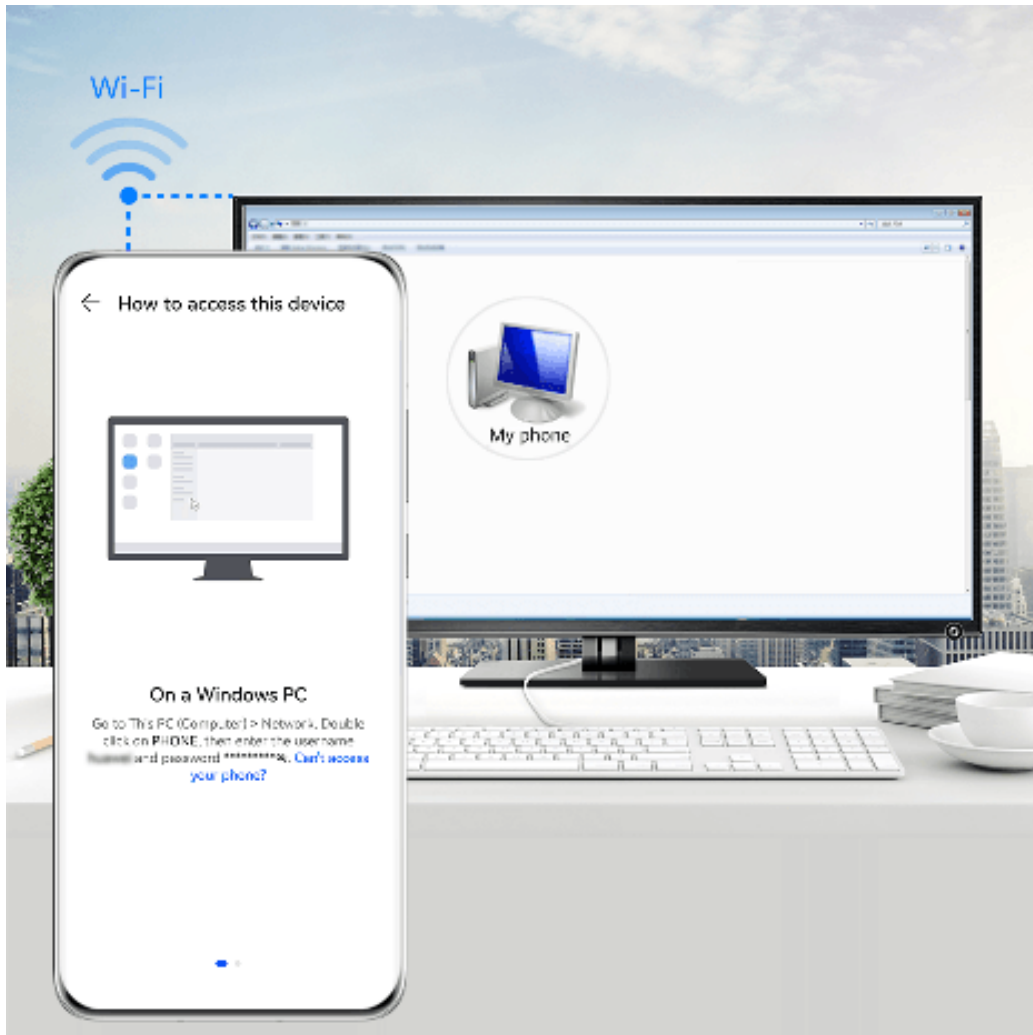 Wi-Fi
How to access this device
My phone
On a Windows PC
Go to This PC (Computer) > Network. Double
click on PHONE, then enter the username
and password *********. Can't access
your phone?